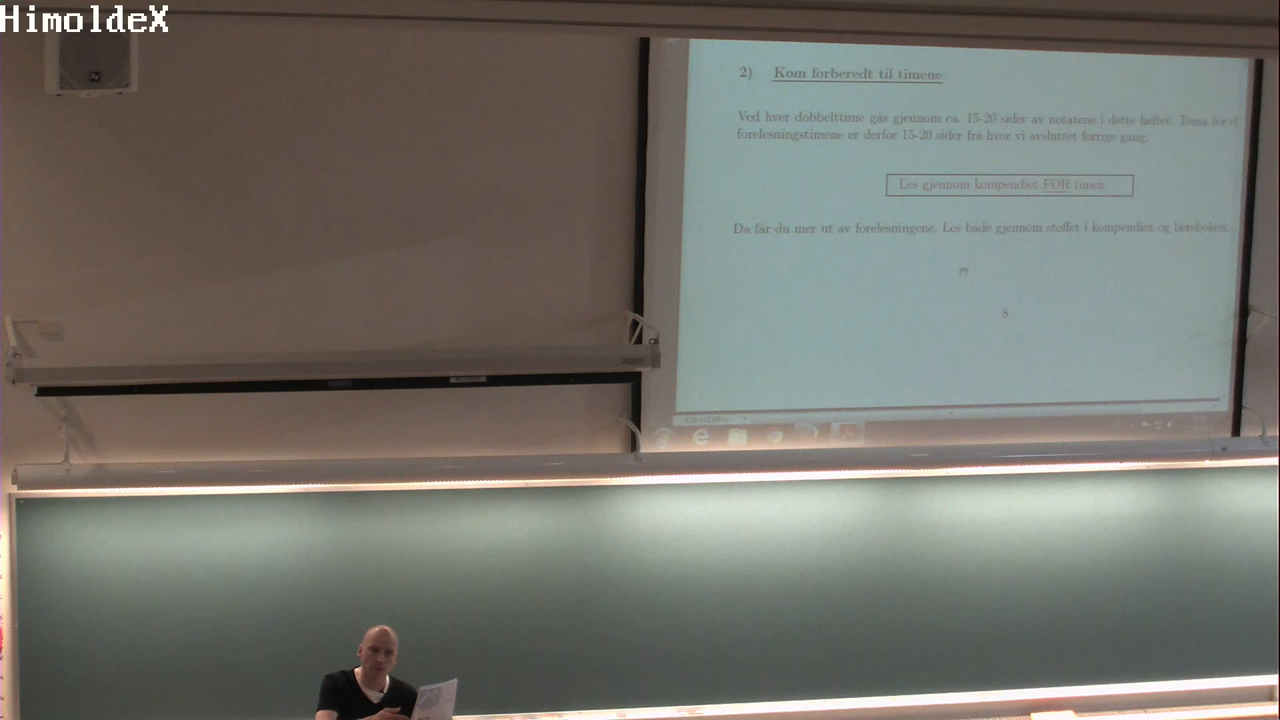 HimoldeX
2) Kom forberedt til timene
Ved hver dobbelttime gås gjennom ca. 15-20 sider av notatene i dette heftet. Tema for d
forelesningstimene er derfor 15-20 sider fra hvor vi avsluttet forrige gang.
Les gjennom kompendiet FØR timen
Da får du mer ut av forelesningene. Les både gjennom stoffet i kompendiet og læreboken.
8